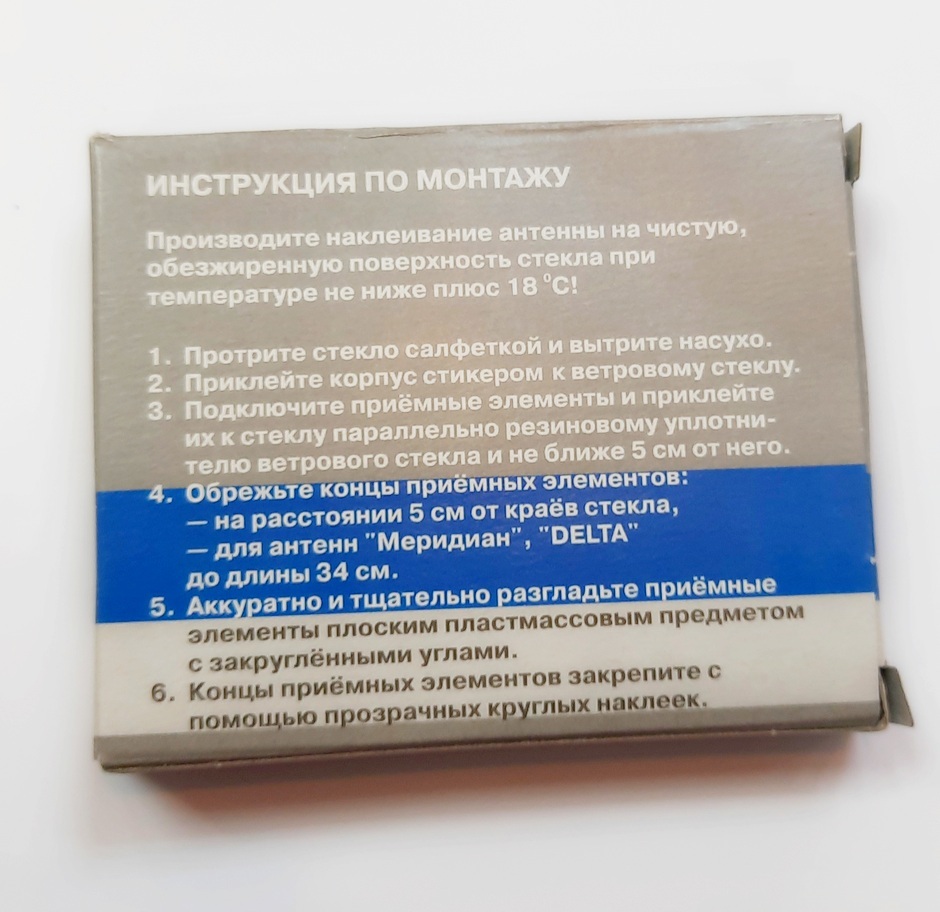 ИНСТРУКЦИЯ ПО МОНТАЖУ
Производите наклеивание антенны на чистую,
обезжиренную поверхность стекла при
температуре не ниже плюс 18 °С!
1. Протрите стекло салфеткой и вытрите насухо.
2. Приклейте корпус стикером к ветровому стеклу.
3. Подключите приёмные элементы и приклейте
их к стеклу параллельно резиновому уплотни-
телю ветрового стекла и не ближе 5 см от него.
4. Обрежьте концы приёмных элементов:
— на расстоянии 5 см от краёв стекла,
— для антенн "Меридиан", "DELTA"
до длины 34 см.
5. Аккуратно и тщательно разгладьте приёмные
элементы плоским пластмассовым предметом
с закруглёнными углами.
6. Концы приёмных элементов закрепите с
помощью прозрачных круглых наклеек.